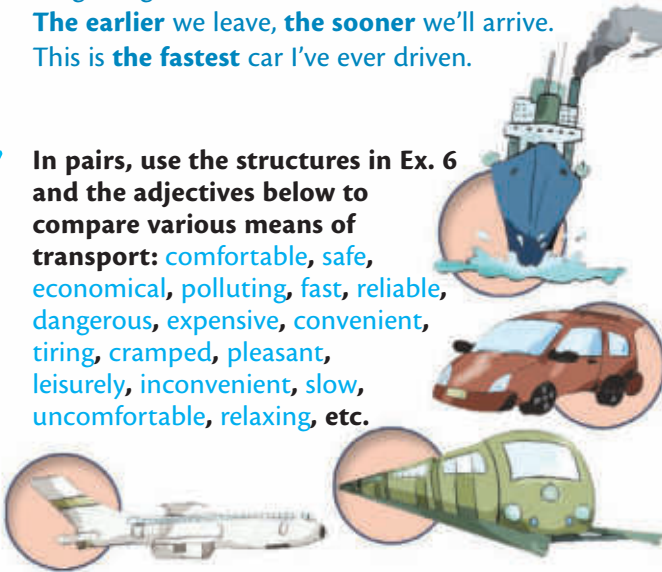 The earlier we leave, the sooner we'll arrive.
This is the fastest car I've ever driven.
In pairs, use the structures in Ex. 6
and the adjectives below to
compare various means of
transport: comfortable, safe,
economical, polluting, fast, reliable,
dangerous, expensive, convenient,
tiring, cramped, pleasant,
leisurely, inconvenient, slow,
uncomfortable, relaxing, etc.